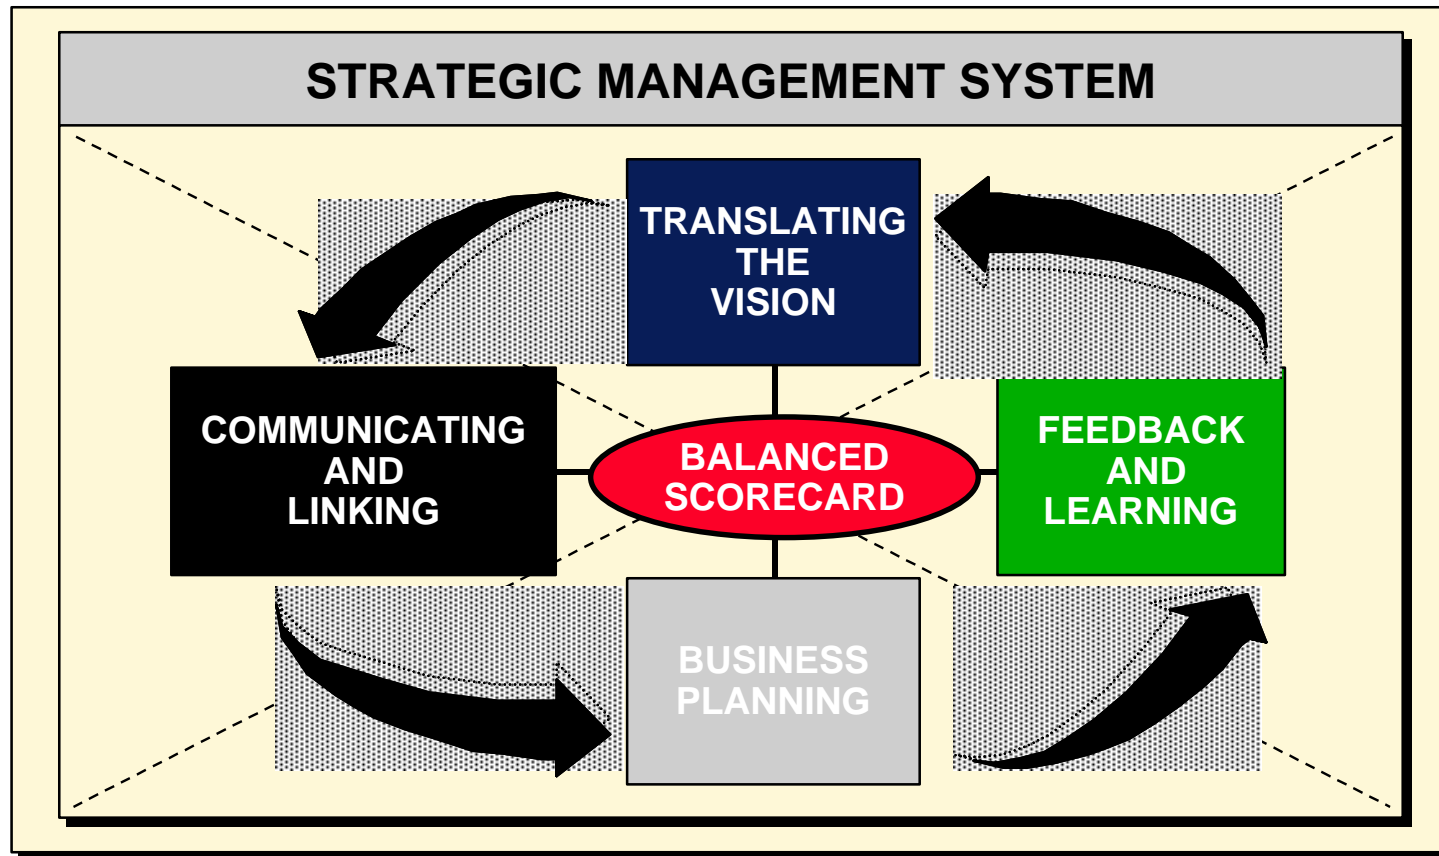 STRATEGIC MANAGEMENT SYSTEM
TRANSLATING
THE
VISION
COMMUNICATING
AND
LINKING
BALANCED
SCORECARD
FEEDBACK
AND
LEARNING
BUSINESS
PLANNING